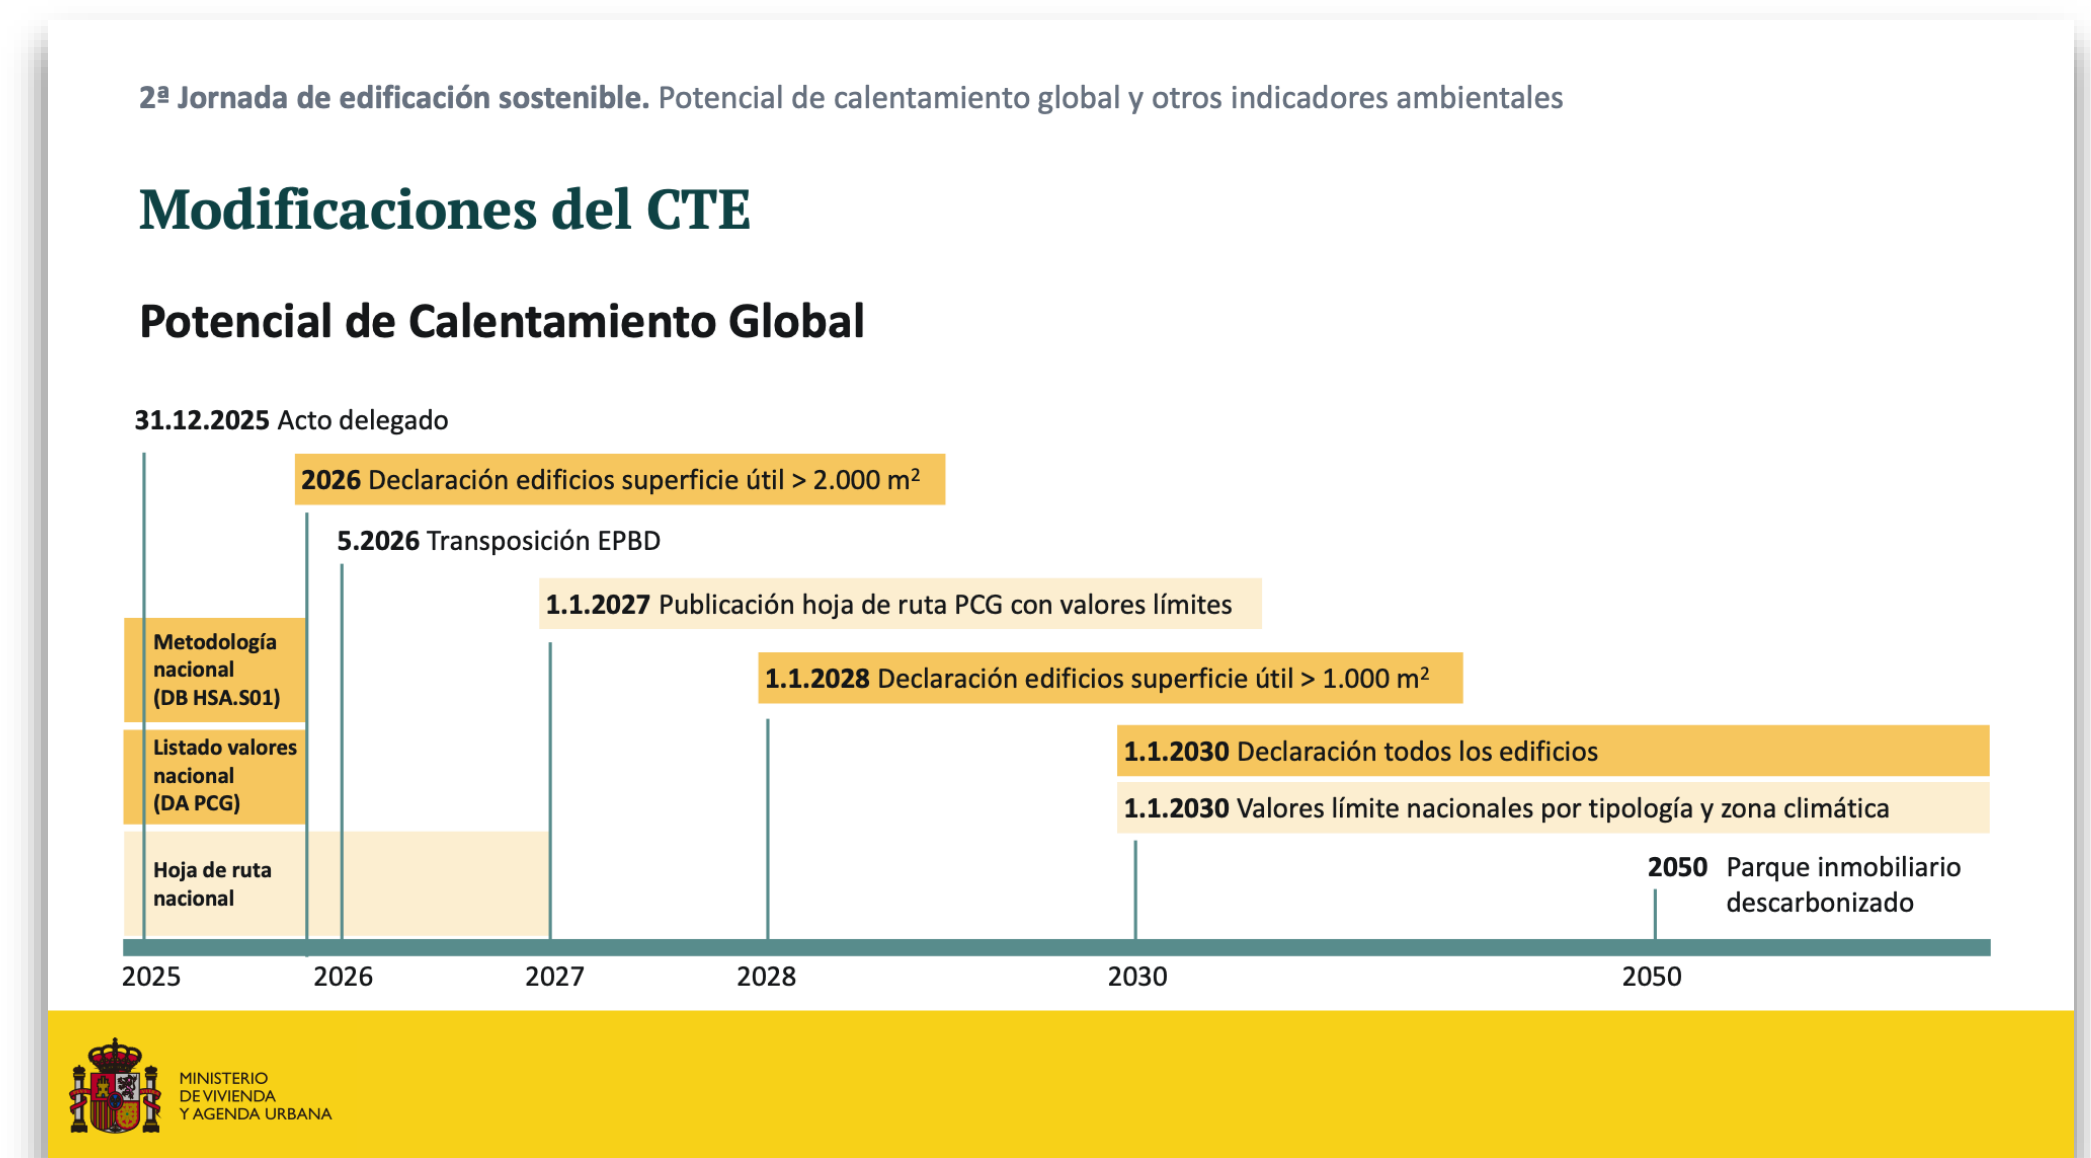 2ª Jornada de edificación sostenible. Potencial de calentamiento global y otros indicadores ambientales
Modificaciones del CTE
Potencial de Calentamiento Global
31.12.2025 Acto delegado
2026 Declaración edificios superficie útil > 2.000 m²
5.2026 Transposición EPBD
1.1.2027 Publicación hoja de ruta PCG con valores límites
Metodología
nacional
(DB HSA.S01)
1.1.2028 Declaración edificios superficie útil > 1.000 m²
Listado valores
nacional
(DA PCG)
1.1.2030 Declaración todos los edificios
1.1.2030 Valores límite nacionales por tipología y zona climática
Hoja de ruta
nacional
2050 Parque inmobiliario
descarbonizado
2025 2026 2027 2028 2030 2050
MINISTERIO
DE VIVIENDA
Y AGENDA URBANA